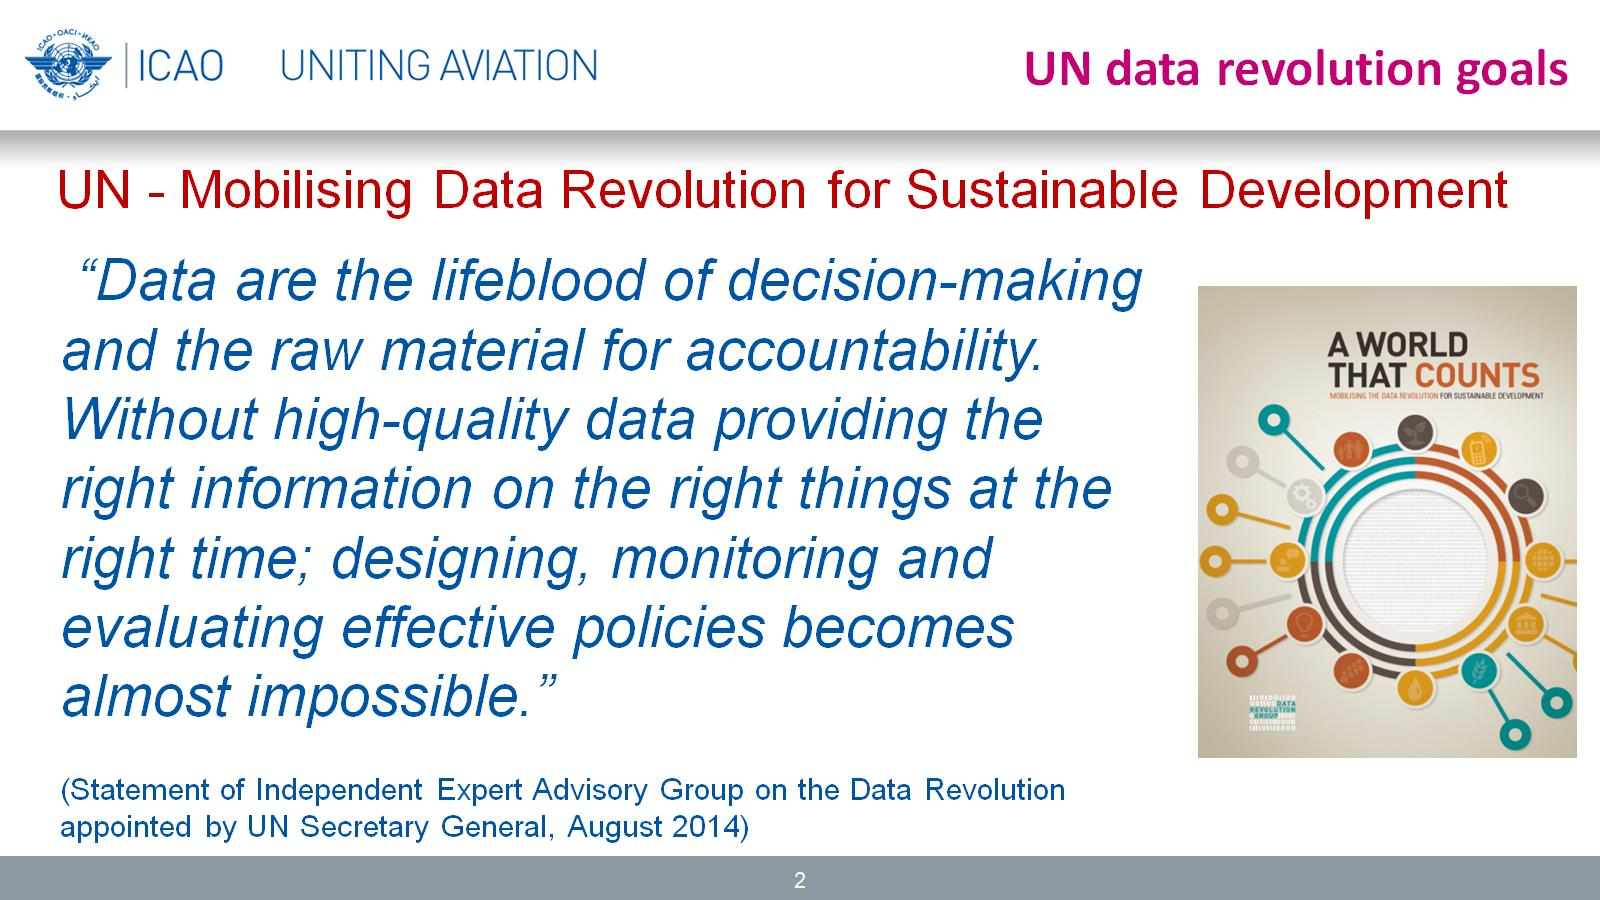 ICAO · OACI · ИКАО
ICAO
UNITING AVIATION
UN data revolution goals
UN - Mobilising Data Revolution for Sustainable Development
“Data are the lifeblood of decision-making
and the raw material for accountability.
Without high-quality data providing the
right information on the right things at the
right time; designing, monitoring and
evaluating effective policies becomes
almost impossible.”
(Statement of Independent Expert Advisory Group on the Data Revolution
appointed by UN Secretary General, August 2014)
A WORLD
THAT COUNTS
MOBILISING THE DATA REVOLUTION FOR SUSTAINABLE DEVELOPMENT
DATA
REVOLUTION
GROUP
2